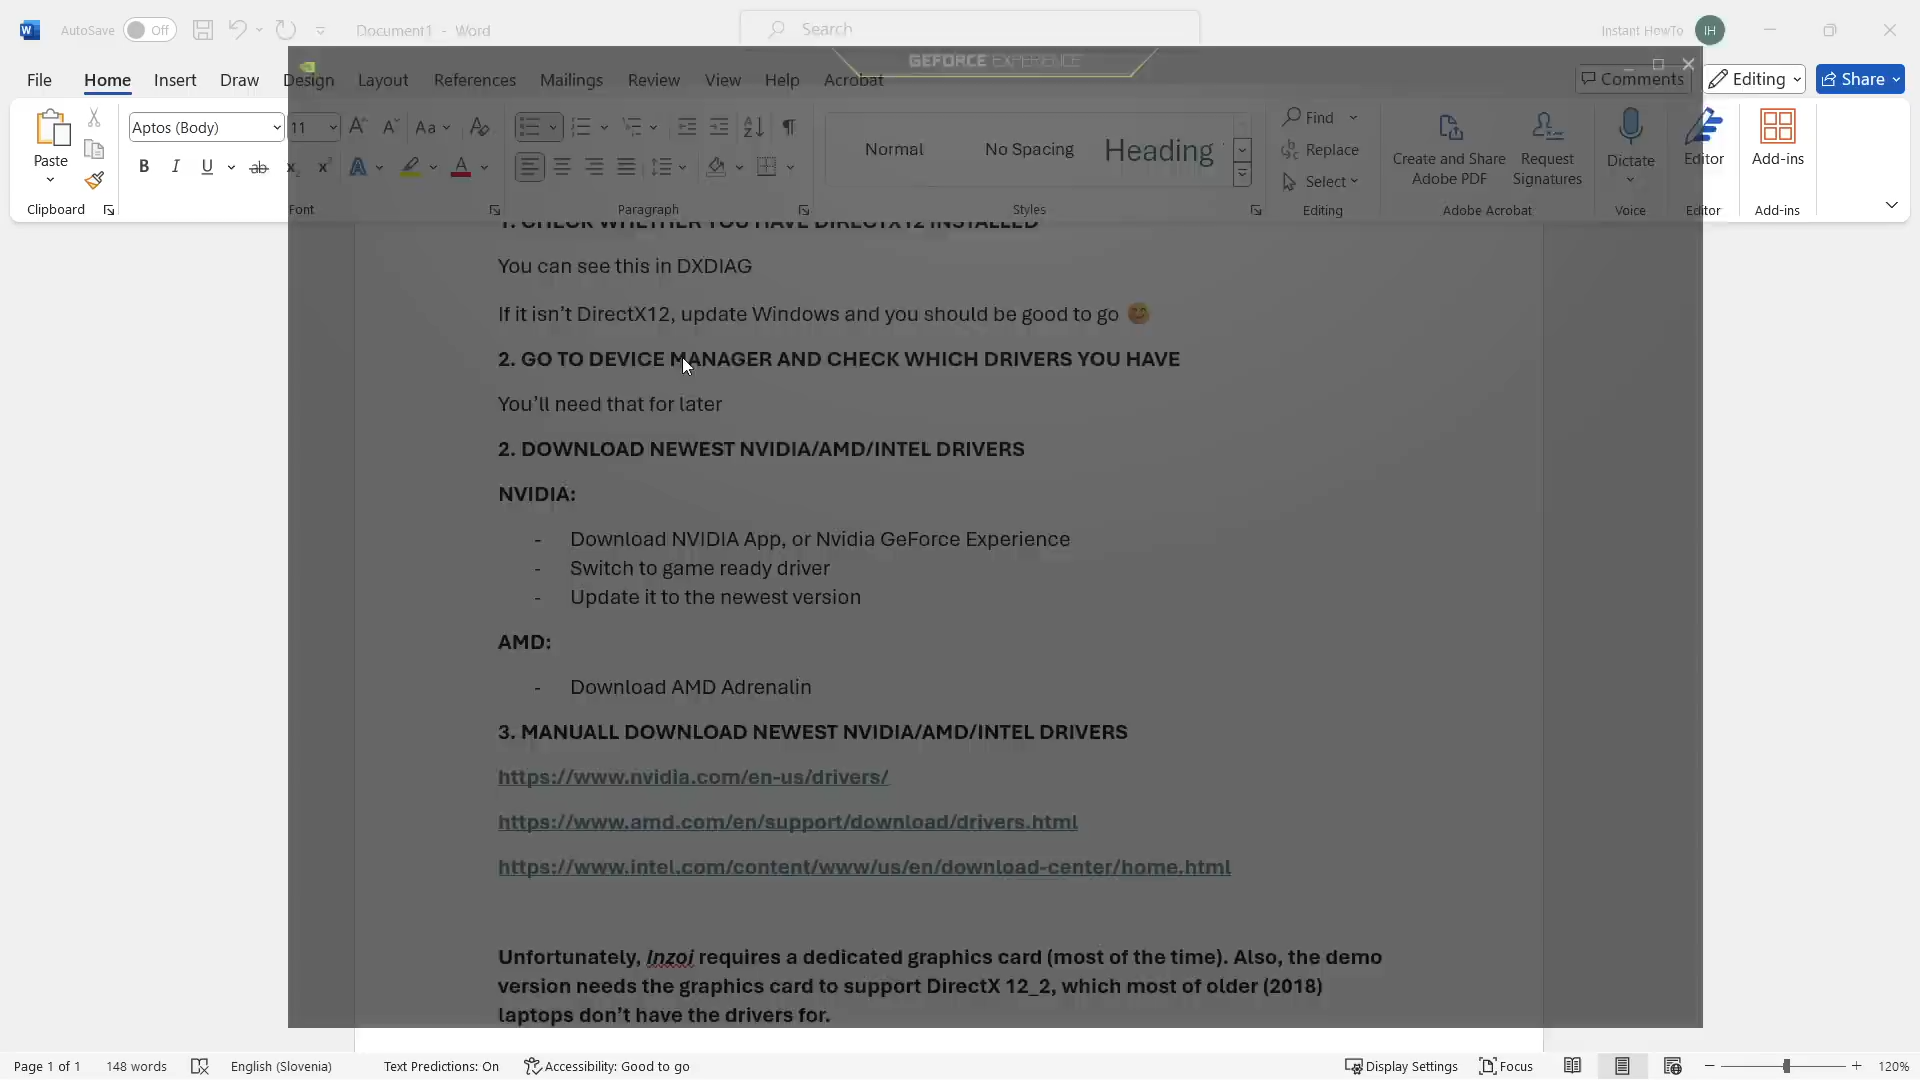 AutoSave Off Document1 - Word Search Instant HowTo IH
GEFORCE EXPERIENCE
File Home Insert Draw Design Layout References Mailings Review View Help Acrobat Comments Editing Share
Aptos (Body) 11 Aa Find
Normal No Spacing Heading Replace
Paste Create and Share Adobe PDF Request Signatures Dictate Editor Add-ins
B I U ab x₂ x² A A Select
Clipboard Font Paragraph Styles Editing Adobe Acrobat Voice Editor Add-ins
1. CHECK WHETHER YOU HAVE DIRECTX12 INSTALLED
You can see this in DXDIAG
If it isn't DirectX12, update Windows and you should be good to go 😊
2. GO TO DEVICE MANAGER AND CHECK WHICH DRIVERS YOU HAVE
You'll need that for later
2. DOWNLOAD NEWEST NVIDIA/AMD/INTEL DRIVERS
NVIDIA:
- Download NVIDIA App, or Nvidia GeForce Experience
- Switch to game ready driver
- Update it to the newest version
AMD:
- Download AMD Adrenalin
3. MANUALL DOWNLOAD NEWEST NVIDIA/AMD/INTEL DRIVERS
https://www.nvidia.com/en-us/drivers/
https://www.amd.com/en/support/download/drivers.html
https://www.intel.com/content/www/us/en/download-center/home.html
Unfortunately, Inzoi requires a dedicated graphics card (most of the time). Also, the demo
version needs the graphics card to support DirectX 12_2, which most of older (2018)
laptops don't have the drivers for.
Page 1 of 1 148 words English (Slovenia) Text Predictions: On Accessibility: Good to go Display Settings Focus 120%